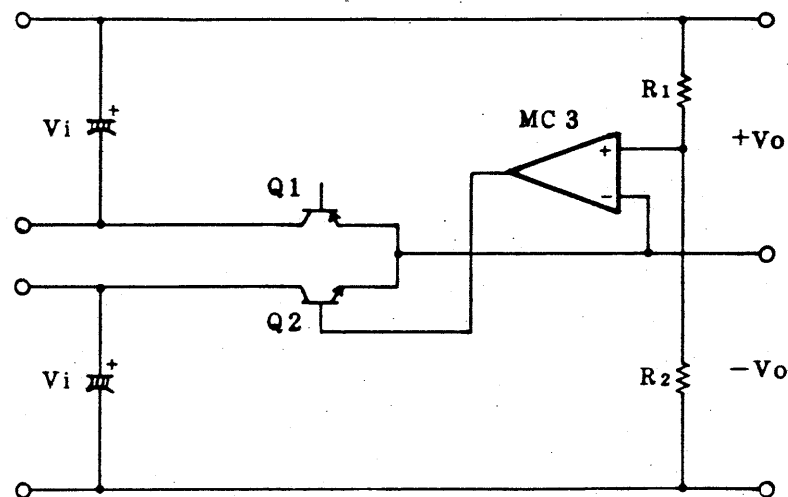 R1
MC 3
Vi
+
+
+Vo
−
Q1
Q2
+
Vi
R2
−Vo